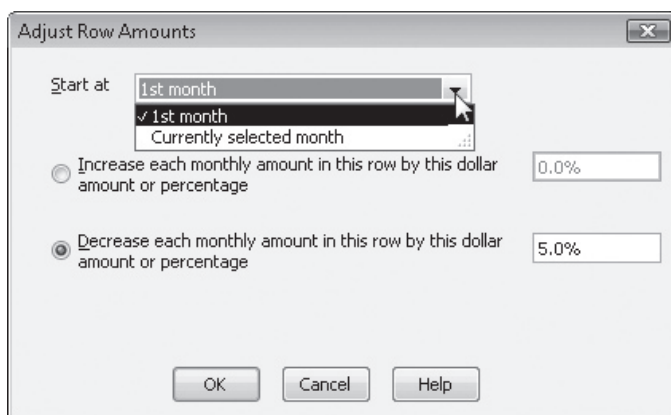 Adjust Row Amounts
Start at
1st month
✓ 1st month
Currently selected month
Increase each monthly amount in this row by this dollar
amount or percentage
0.0%
Decrease each monthly amount in this row by this dollar
amount or percentage
5.0%
OK
Cancel
Help